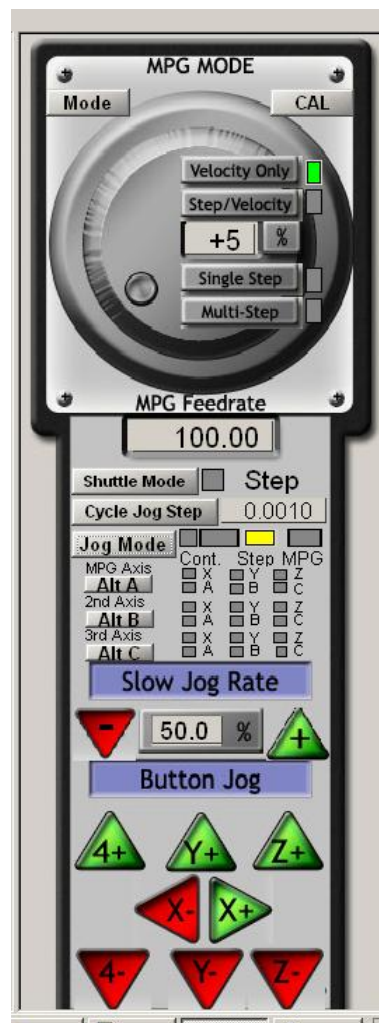 MPG MODE
Mode CAL
Velocity Only
Step/Velocity
+5 %
Single Step
Multi-Step
MPG Feedrate
100.00
Shuttle Mode Step
Cycle Jog Step 0.0010
Jog Mode
Cont. Step MPG
MPG Axis X Y Z
Alt A A B C
2nd Axis X Y Z
Alt B A B C
3rd Axis X Y Z
Alt C A B C
Slow Jog Rate
- 50.0 % +
Button Jog
4+ Y+ Z+
X- X+
4- Y- Z-